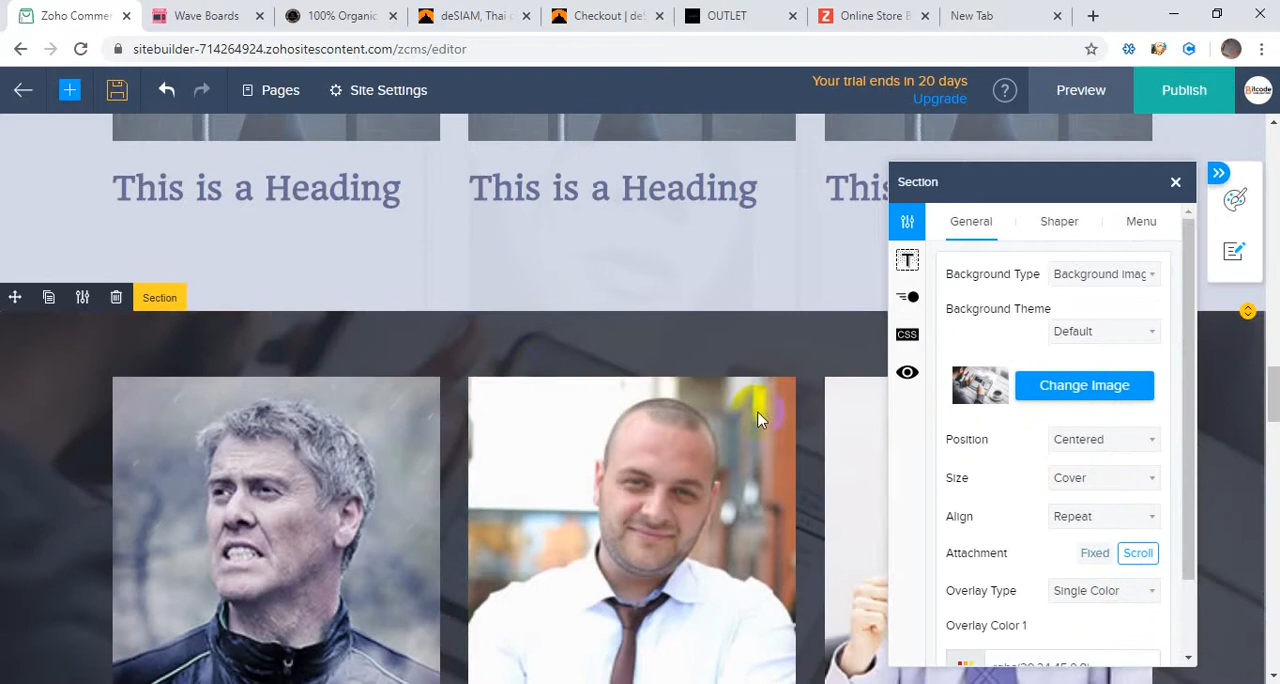 Zoho Comme
Wave Boards
100% Organic
deSIAM, Thai
Checkout | de
OUTLET
Online Store B
New Tab
sitebuilder-714264924.zohositescontent.com/zcms/editor
Pages
Site Settings
Your trial ends in 20 days
Upgrade
?
Preview
Publish
Bitcode
This is a Heading
This is a Heading
This
Section
General
Shaper
Menu
T
Background Type
Background Imag
Background Theme
Default
Section
CSS
Change Image
Position
Centered
Size
Cover
Align
Repeat
Attachment
Fixed
Scroll
Overlay Type
Single Color
Overlay Color 1